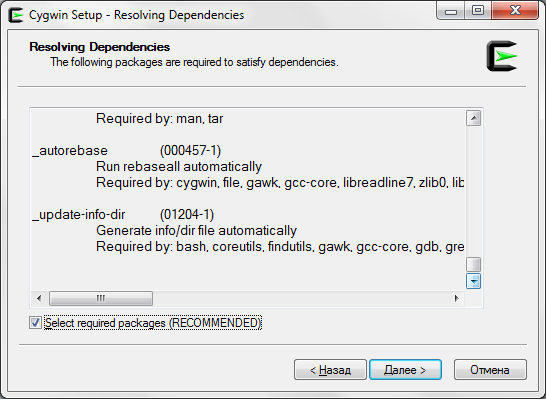 Cygwin Setup - Resolving Dependencies
Resolving Dependencies
The following packages are required to satisfy dependencies.
Required by: man, tar
_autorebase (000457-1)
Run rebaseall automatically
Required by: cygwin, file, gawk, gcc-core, libreadline7, zlib0, lib
_update-info-dir (01204-1)
Generate info/dir file automatically
Required by: bash, coreutils, findutils, gawk, gcc-core, gdb, gre
Select required packages (RECOMMENDED)
< Назад Далее > Отмена